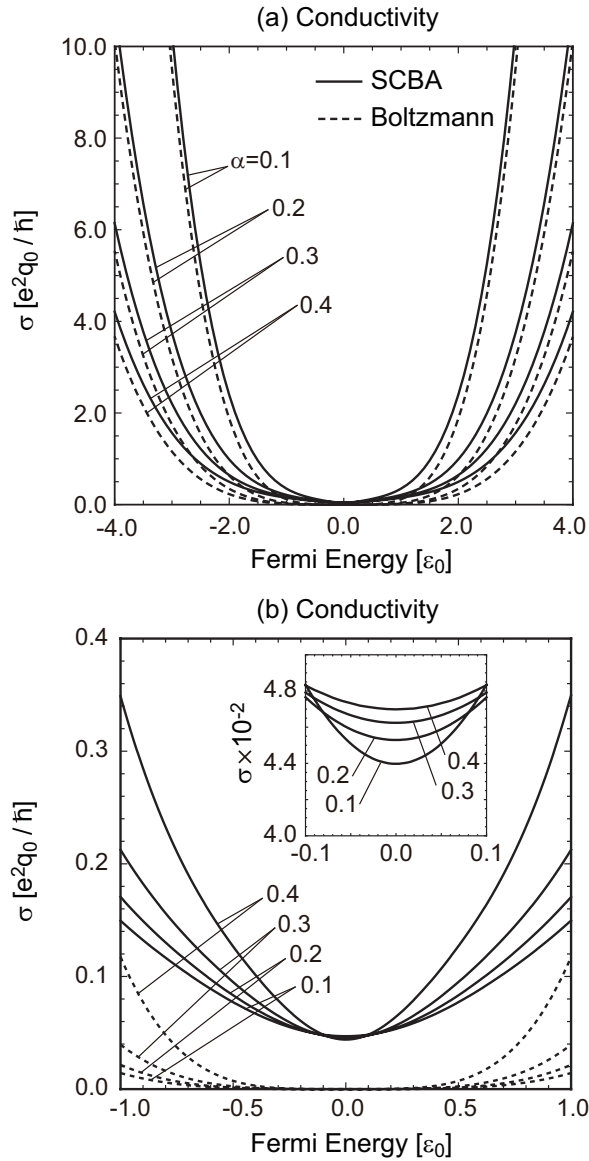 (a) Conductivity
10.0
8.0
6.0
4.0
2.0
0.0
σ [e²q₀ / ħ]
SCBA
Boltzmann
α=0.1
0.2
0.3
0.4
-4.0 -2.0 0.0 2.0 4.0
Fermi Energy [ε₀]
(b) Conductivity
0.4
0.3
0.2
0.1
0.0
σ [e²q₀ / ħ]
σ×10⁻²
4.8
4.4
4.0
0.2
0.1
0.4
0.3
-0.1 0.0 0.1
0.4
0.3
0.2
0.1
-1.0 -0.5 0.0 0.5 1.0
Fermi Energy [ε₀]